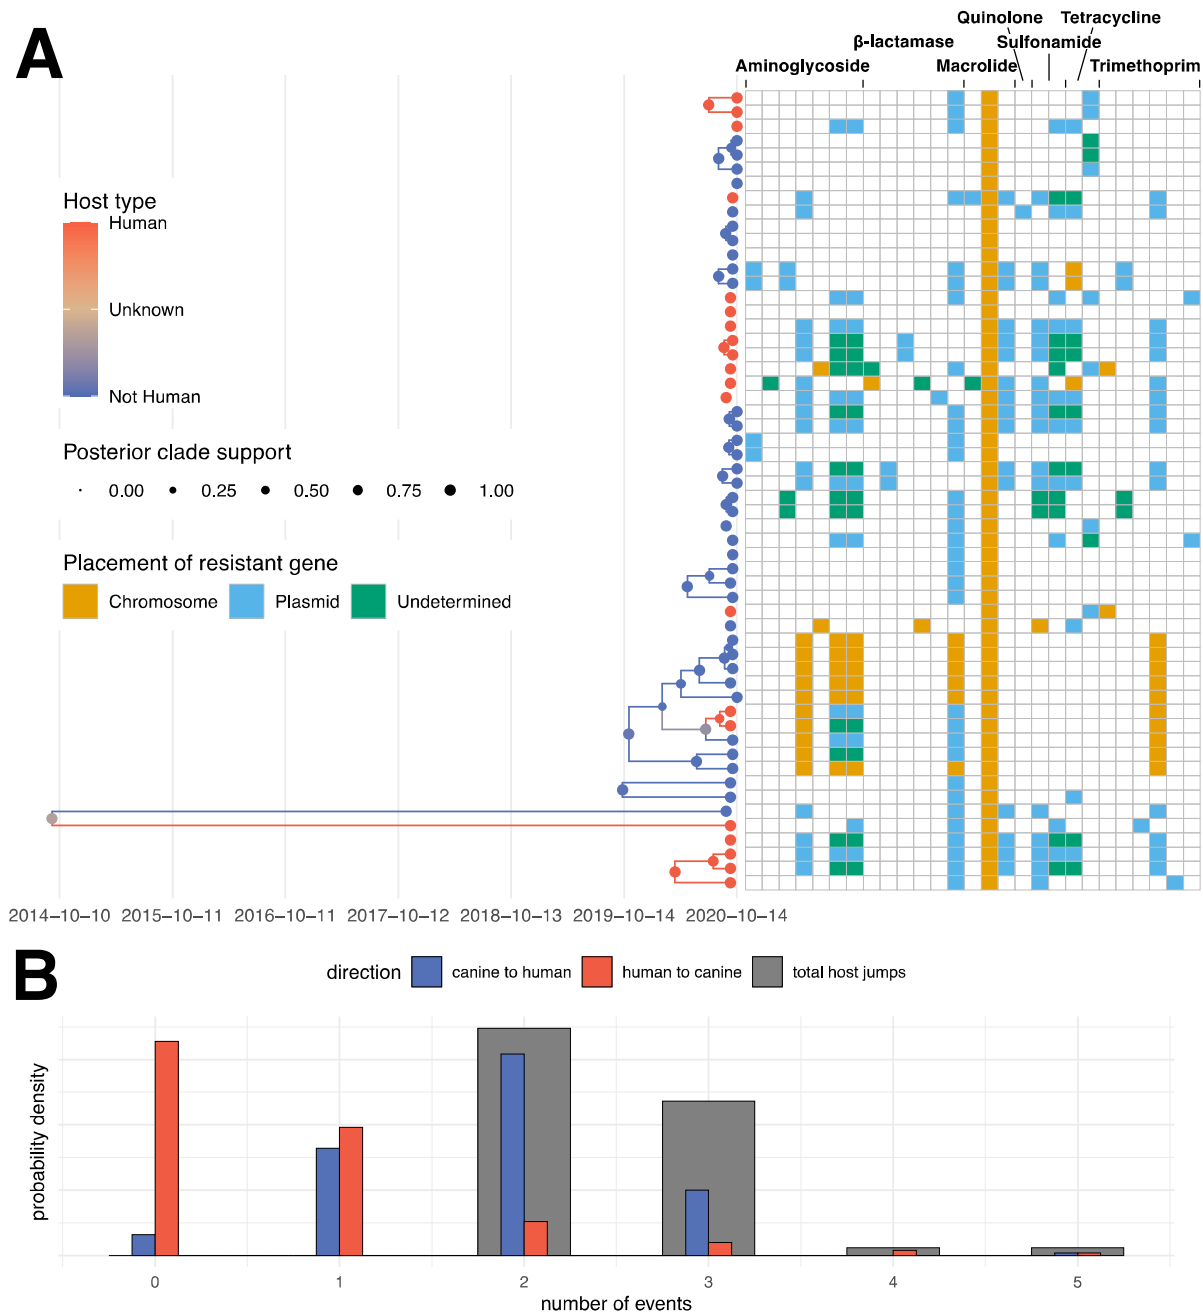 A
Quinolone Tetracycline
β-lactamase Sulfonamide
Aminoglycoside Macrolide Trimethoprim
Host type
Human
Unknown
Not Human
Posterior clade support
0.00 0.25 0.50 0.75 1.00
Placement of resistant gene
Chromosome Plasmid Undetermined
2014-10-10 2015-10-11 2016-10-11 2017-10-12 2018-10-13 2019-10-14 2020-10-14
B
direction canine to human human to canine total host jumps
probability density
0 1 2 3 4 5
number of events